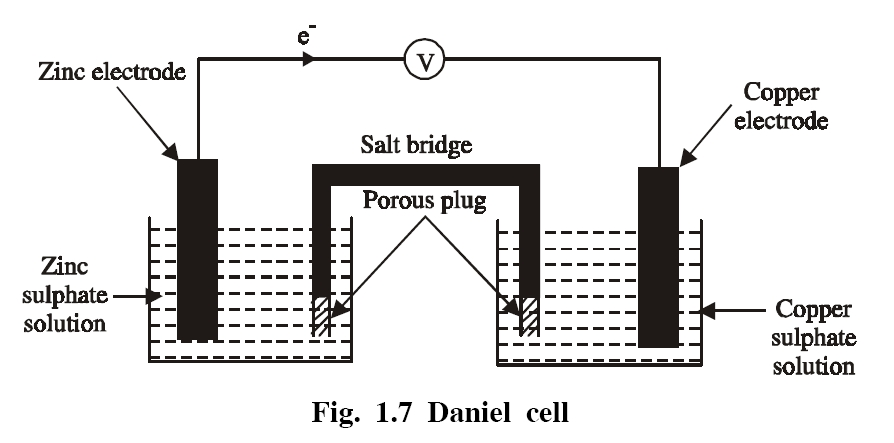 e⁻
Zinc electrode
V
Copper
electrode
Salt bridge
Porous plug
Zinc
sulphate
solution
Copper
sulphate
solution
Fig. 1.7 Daniel cell